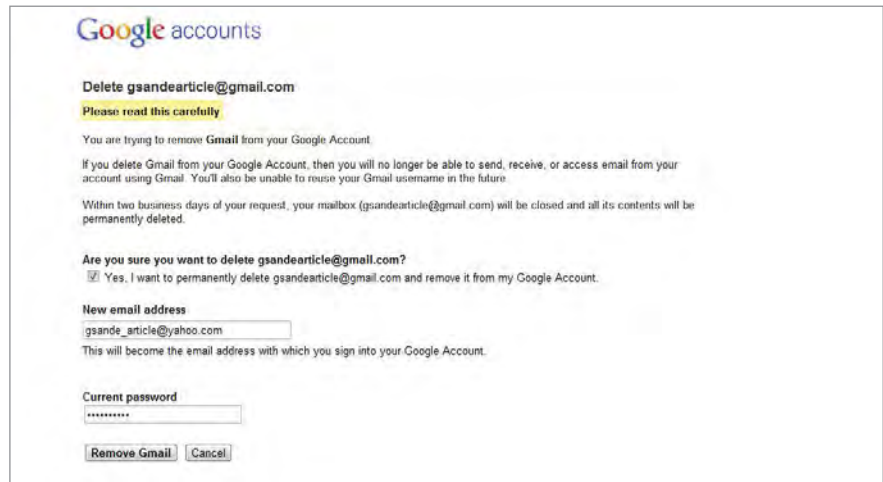 Google accounts
Delete gsandearticle@gmail.com
Please read this carefully
You are trying to remove Gmail from your Google Account
If you delete Gmail from your Google Account, then you will no longer be able to send, receive, or access email from your
account using Gmail. You'll also be unable to reuse your Gmail username in the future
Within two business days of your request, your mailbox (gsandearticle@gmail.com) will be closed and all its contents will be
permanently deleted.
Are you sure you want to delete gsandearticle@gmail.com?
Yes, I want to permanently delete gsandearticle@gmail.com and remove it from my Google Account.
New email address
gsande_article@yahoo.com
This will become the email address with which you sign into your Google Account.
Current password
••••••••••
Remove Gmail Cancel